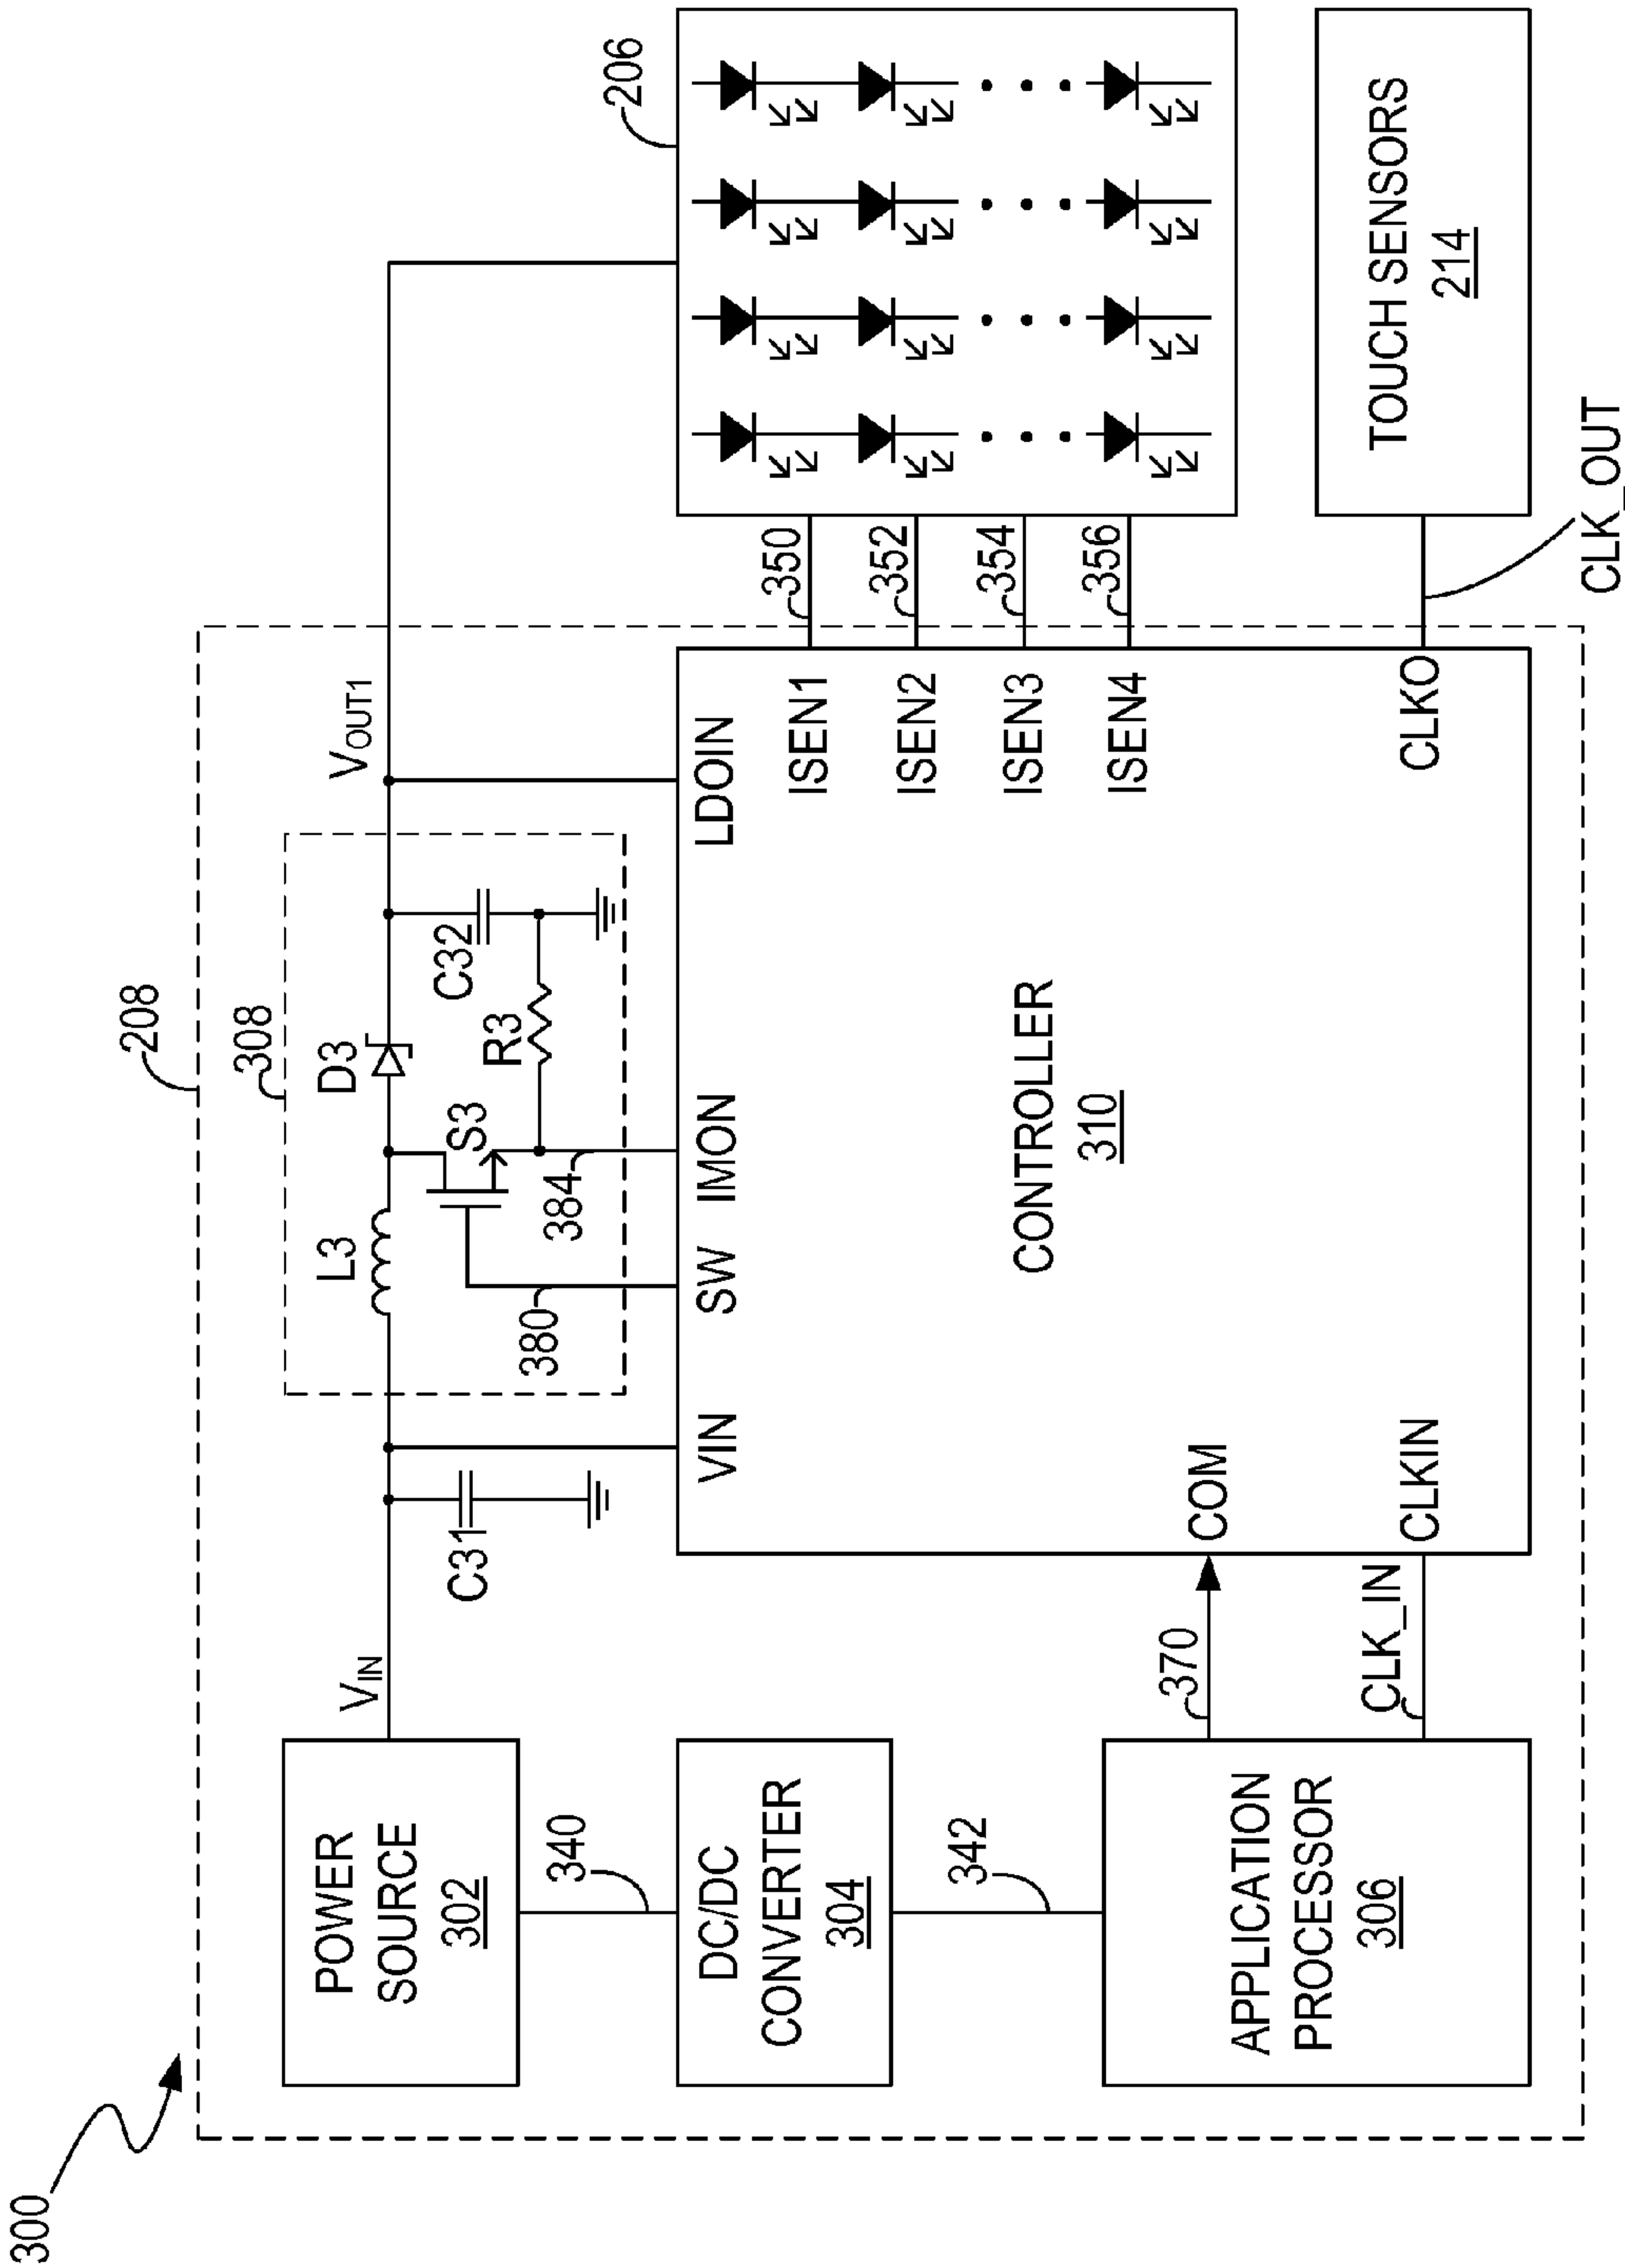 300
208
308
206
V_IN
L3
D3
V_OUT1
C31
380
S3
384
R3
C32
POWER
SOURCE
302
340
DC/DC
CONVERTER
304
342
APPLICATION
PROCESSOR
306
370
CLK_IN
VIN
SW
IMON
LDOIN
ISEN1
ISEN2
ISEN3
ISEN4
COM
CLKIN
CLKO
CONTROLLER
310
350
352
354
356
TOUCH SENSORS
214
CLK_OUT